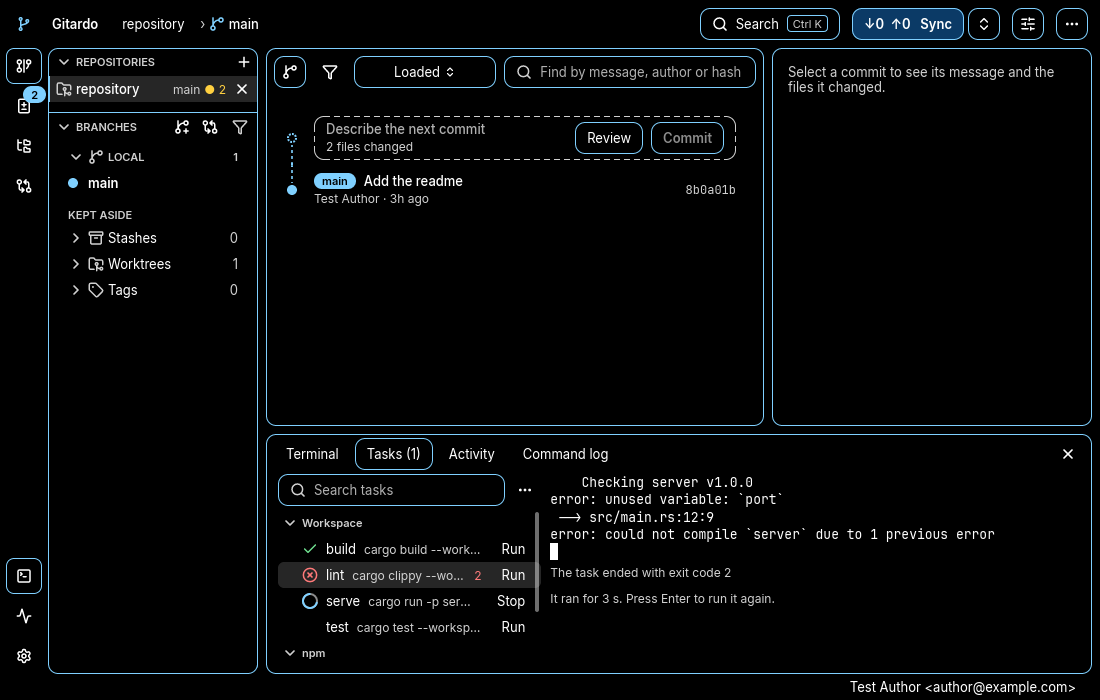 Gitardo repository › main
Search Ctrl K
↓0 ↑0 Sync
REPOSITORIES
repository main 2
2
BRANCHES
LOCAL 1
main
KEPT ASIDE
Stashes 0
Worktrees 1
Tags 0
Loaded
Find by message, author or hash
Describe the next commit
2 files changed
Review
Commit
main Add the readme
Test Author · 3h ago
8b0a01b
Select a commit to see its message and the
files it changed.
Terminal Tasks (1) Activity Command log
Search tasks
Workspace
build cargo build --work… Run
lint cargo clippy --wo… 2 Run
serve cargo run -p ser… Stop
test cargo test --worksp… Run
npm
Checking server v1.0.0
error: unused variable: `port`
--> src/main.rs:12:9
error: could not compile `server` due to 1 previous error
The task ended with exit code 2
It ran for 3 s. Press Enter to run it again.
Test Author <author@example.com>